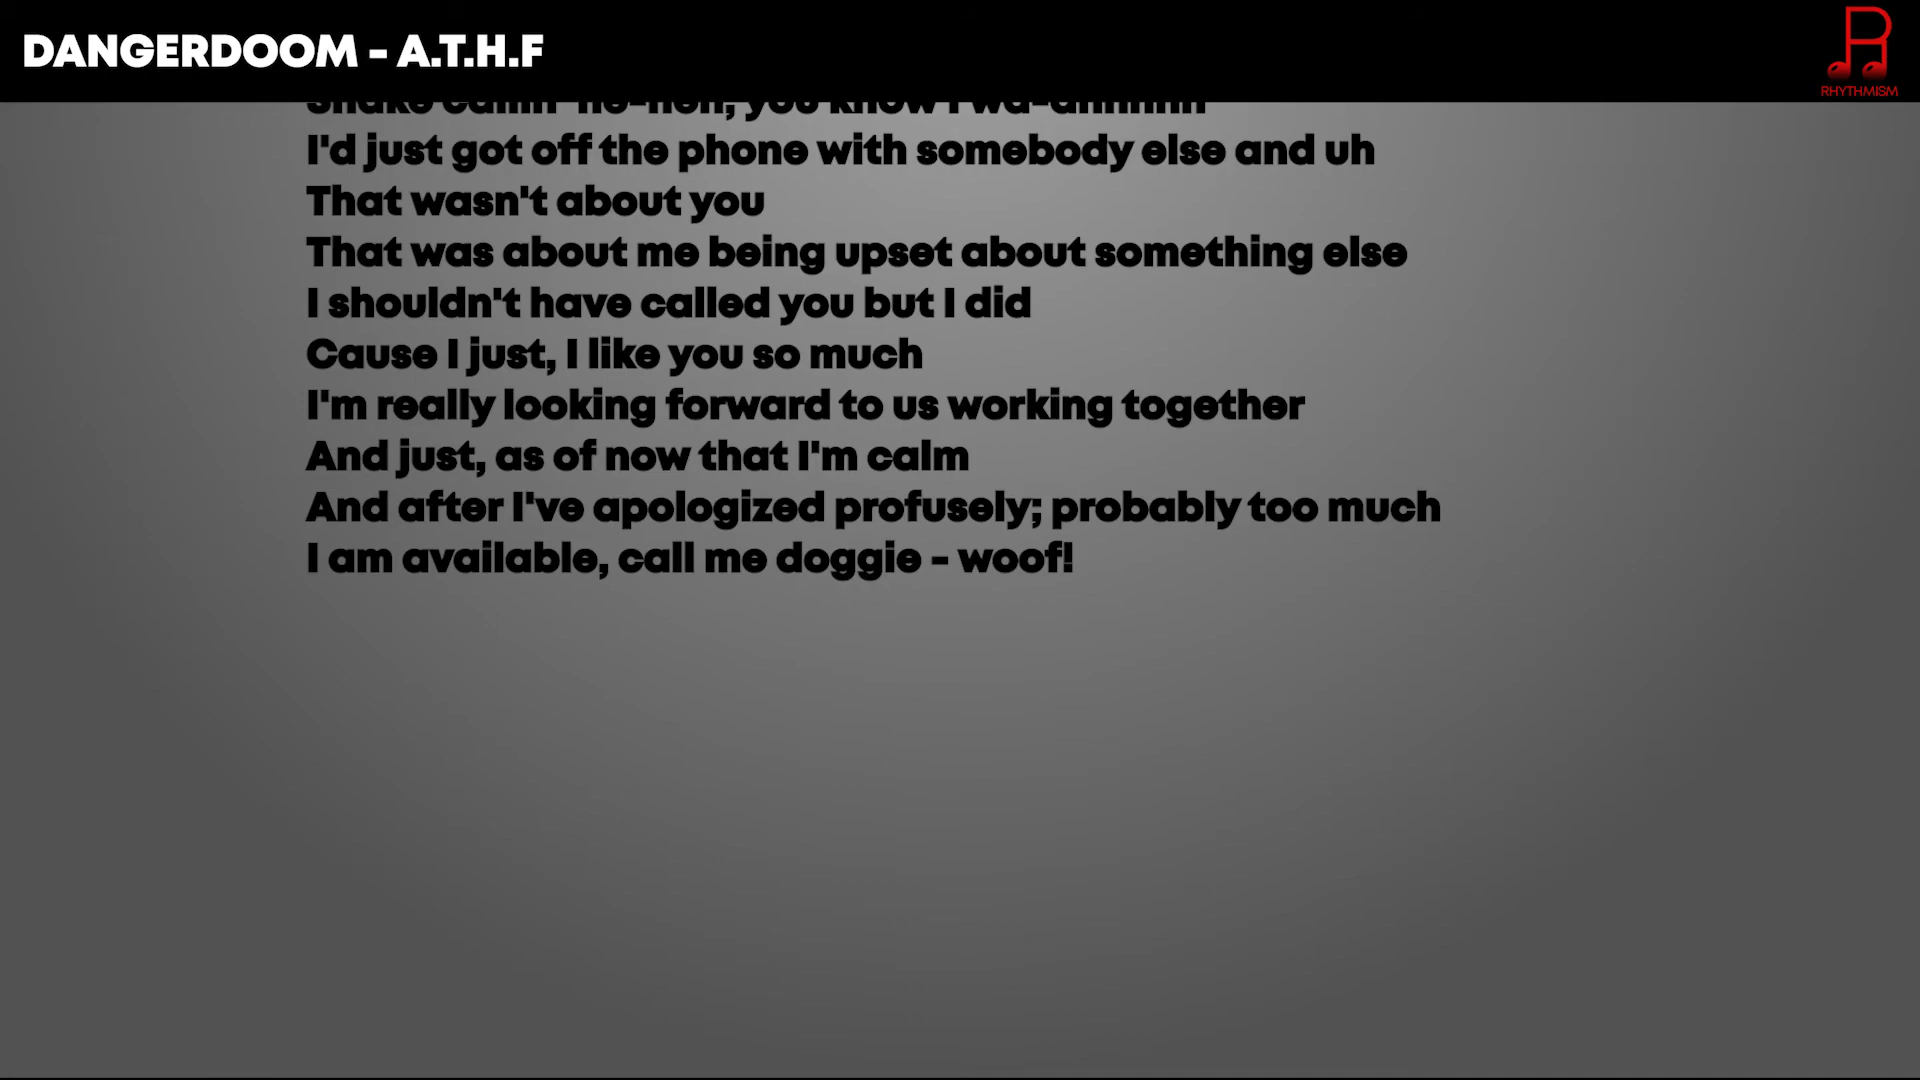 DANGERDOOM - A.T.H.F
RHYTHMISM
you know I
I'd just got off the phone with somebody else and uh
That wasn't about you
That was about me being upset about something else
I shouldn't have called you but I did
Cause I just, I like you so much
I'm really looking forward to us working together
And just, as of now that I'm calm
And after I've apologized profusely; probably too much
I am available, call me doggie - woof!